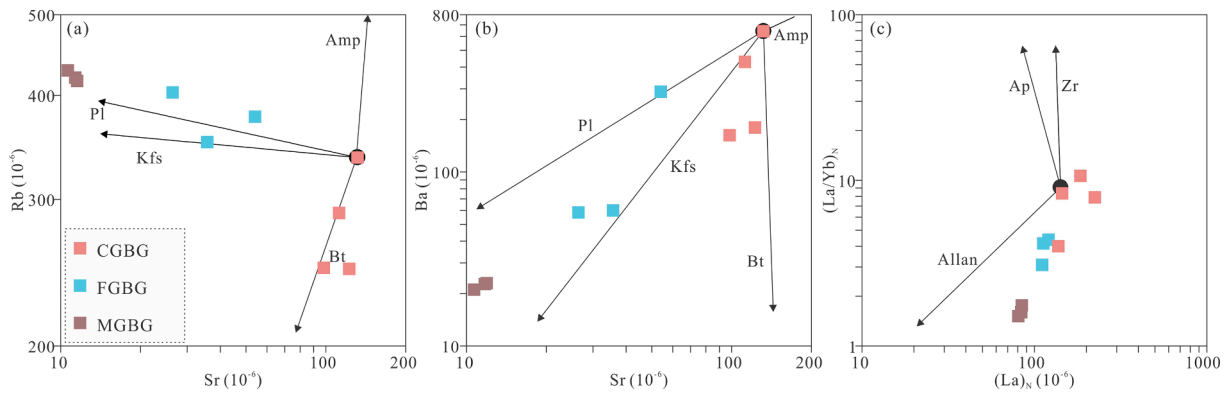 (a)
500
400
300
200
Rb (10⁻⁶)
Amp
Pl
Kfs
Bt
CGBG
FGBG
MGBG
10
100
200
Sr (10⁻⁶)
(b)
800
100
10
Ba (10⁻⁶)
Amp
Pl
Kfs
Bt
10
100
200
Sr (10⁻⁶)
(c)
100
10
1
(La/Yb)N
Ap
Zr
Allan
10
100
1000
(La)N (10⁻⁶)